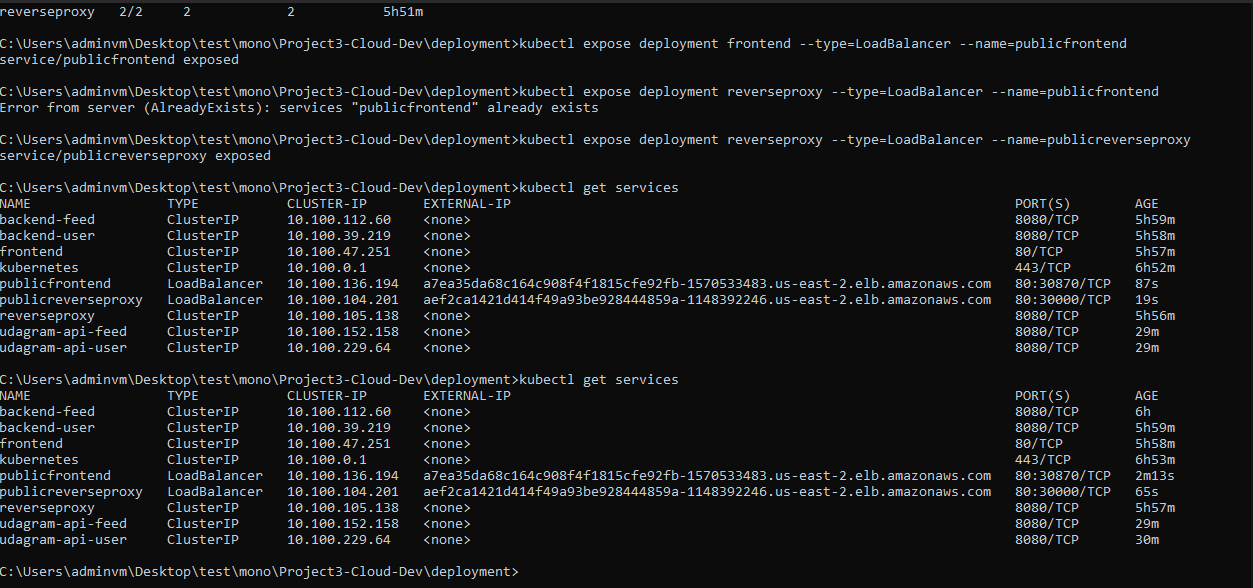 reverseproxy   2/2     2            2           5h51m
C:\Users\adminvm\Desktop\test\mono\Project3-Cloud-Dev\deployment>kubectl expose deployment frontend --type=LoadBalancer --name=publicfrontend
service/publicfrontend exposed
C:\Users\adminvm\Desktop\test\mono\Project3-Cloud-Dev\deployment>kubectl expose deployment reverseproxy --type=LoadBalancer --name=publicfrontend
Error from server (AlreadyExists): services "publicfrontend" already exists
C:\Users\adminvm\Desktop\test\mono\Project3-Cloud-Dev\deployment>kubectl expose deployment reverseproxy --type=LoadBalancer --name=publicreverseproxy
service/publicreverseproxy exposed
C:\Users\adminvm\Desktop\test\mono\Project3-Cloud-Dev\deployment>kubectl get services
NAME                 TYPE           CLUSTER-IP       EXTERNAL-IP                                                               PORT(S)        AGE
backend-feed         ClusterIP      10.100.112.60    <none>                                                                    8080/TCP       5h59m
backend-user         ClusterIP      10.100.39.219    <none>                                                                    8080/TCP       5h58m
frontend             ClusterIP      10.100.47.251    <none>                                                                    80/TCP         5h57m
kubernetes           ClusterIP      10.100.0.1       <none>                                                                    443/TCP        6h52m
publicfrontend       LoadBalancer   10.100.136.194   a7ea35da68c164c908f4f1815cfe92fb-1570533483.us-east-2.elb.amazonaws.com   80:30870/TCP   87s
publicreverseproxy   LoadBalancer   10.100.104.201   aef2ca1421d414f49a93be928444859a-1148392246.us-east-2.elb.amazonaws.com   80:30000/TCP   19s
reverseproxy         ClusterIP      10.100.105.138   <none>                                                                    8080/TCP       5h56m
udagram-api-feed     ClusterIP      10.100.152.158   <none>                                                                    8080/TCP       29m
udagram-api-user     ClusterIP      10.100.229.64    <none>                                                                    8080/TCP       29m
C:\Users\adminvm\Desktop\test\mono\Project3-Cloud-Dev\deployment>kubectl get services
NAME                 TYPE           CLUSTER-IP       EXTERNAL-IP                                                               PORT(S)        AGE
backend-feed         ClusterIP      10.100.112.60    <none>                                                                    8080/TCP       6h
backend-user         ClusterIP      10.100.39.219    <none>                                                                    8080/TCP       5h59m
frontend             ClusterIP      10.100.47.251    <none>                                                                    80/TCP         5h58m
kubernetes           ClusterIP      10.100.0.1       <none>                                                                    443/TCP        6h53m
publicfrontend       LoadBalancer   10.100.136.194   a7ea35da68c164c908f4f1815cfe92fb-1570533483.us-east-2.elb.amazonaws.com   80:30870/TCP   2m13s
publicreverseproxy   LoadBalancer   10.100.104.201   aef2ca1421d414f49a93be928444859a-1148392246.us-east-2.elb.amazonaws.com   80:30000/TCP   65s
reverseproxy         ClusterIP      10.100.105.138   <none>                                                                    8080/TCP       5h57m
udagram-api-feed     ClusterIP      10.100.152.158   <none>                                                                    8080/TCP       29m
udagram-api-user     ClusterIP      10.100.229.64    <none>                                                                    8080/TCP       30m
C:\Users\adminvm\Desktop\test\mono\Project3-Cloud-Dev\deployment>